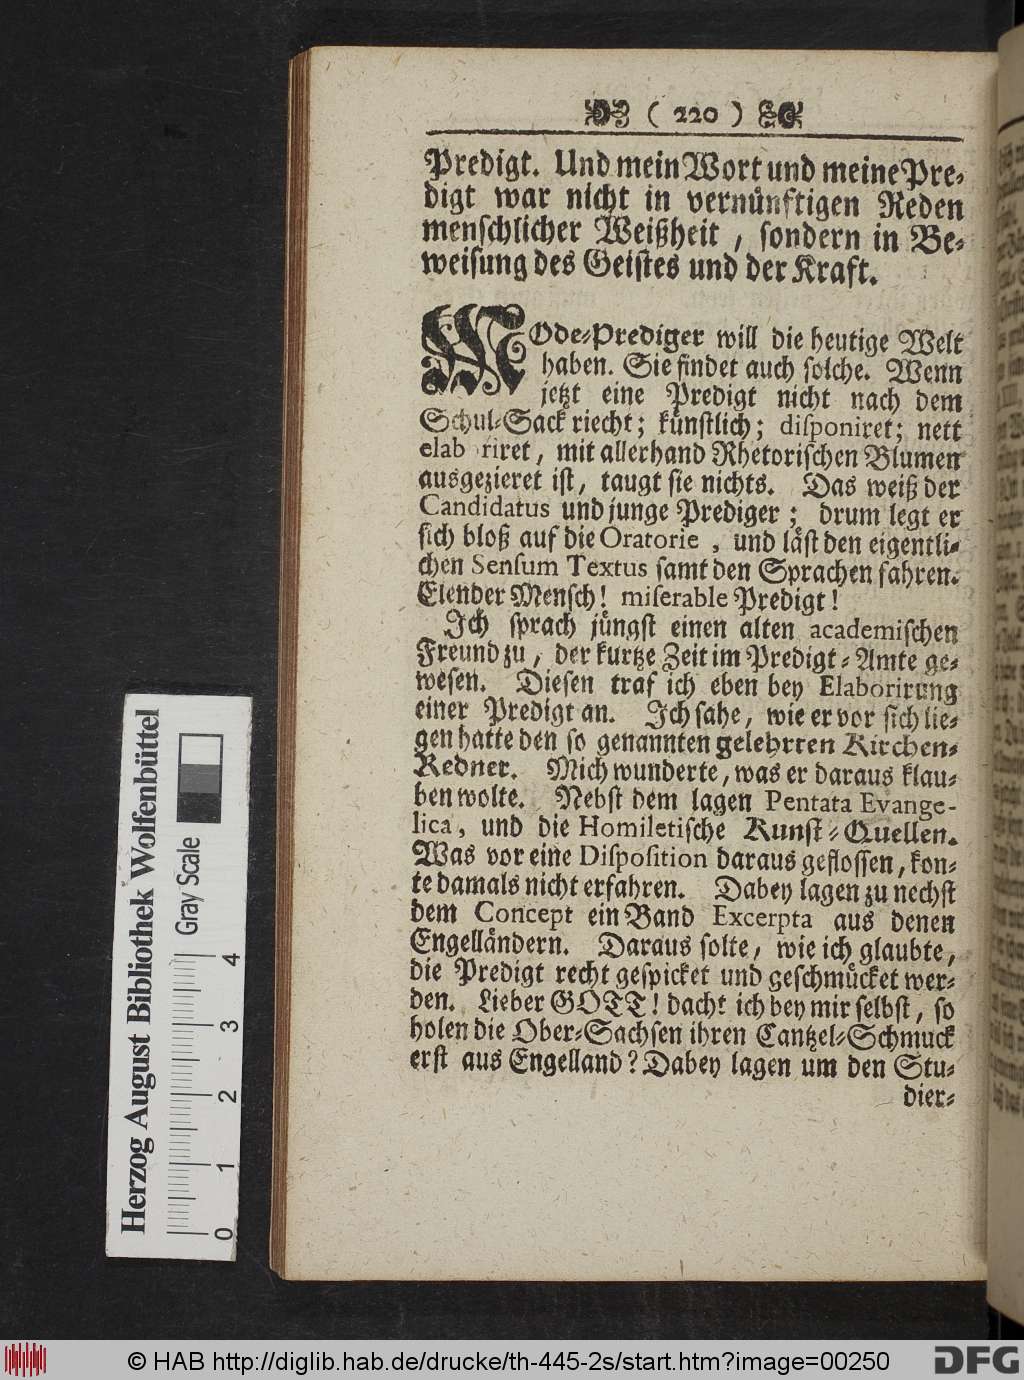 ( 220 )
Predigt. Und mein Wort und meine Pre-
digt war nicht in vernünftigen Reden
menschlicher Weißheit, sondern in Be-
weisung des Geistes und der Kraft.
MOde-Prediger will die heutige Welt
haben. Sie findet auch solche. Wenn
jetzt eine Predigt nicht nach dem
Schul-Sack riecht; künstlich; disponiret; nett
elaboriret, mit allerhand Rhetorischen Blumen
ausgezieret ist, taugt sie nichts. Das weiß der
Candidatus und junge Prediger; drum legt er
sich bloß auf die Oratorie, und läst den eigentli-
chen Sensum Textus samt den Sprachen fahren.
Elender Mensch! miserable Predigt!
Ich sprach jüngst einen alten academischen
Freund zu, der kurtze Zeit im Predigt-Amte ge-
wesen. Diesen traf ich eben bey Elaborirung
einer Predigt an. Ich sahe, wie er vor sich lie-
gen hatte den so genannten gelehrten Kirchen-
Redner. Mich wunderte, was er daraus klau-
ben wolte. Nebst dem lagen Pentata Evange-
lica, und die Homiletische Kunst-Quellen.
Was vor eine Disposition daraus geflossen, kon-
te damals nicht erfahren. Dabey lagen zu nechst
dem Concept ein Band Excerpta aus denen
Engelländern. Daraus solte, wie ich glaubte,
die Predigt recht gespicket und geschmücket wer-
den. Lieber GOTT! dacht ich bey mir selbst, so
holen die Ober-Sachsen ihren Cantzel-Schmuck
erst aus Engelland? Dabey lagen um den Stu-
dier-
Herzog August Bibliothek Wolfenbüttel
Gray Scale
0 1 2 3 4
© HAB http://diglib.hab.de/drucke/th-445-2s/start.htm?image=00250
DFG